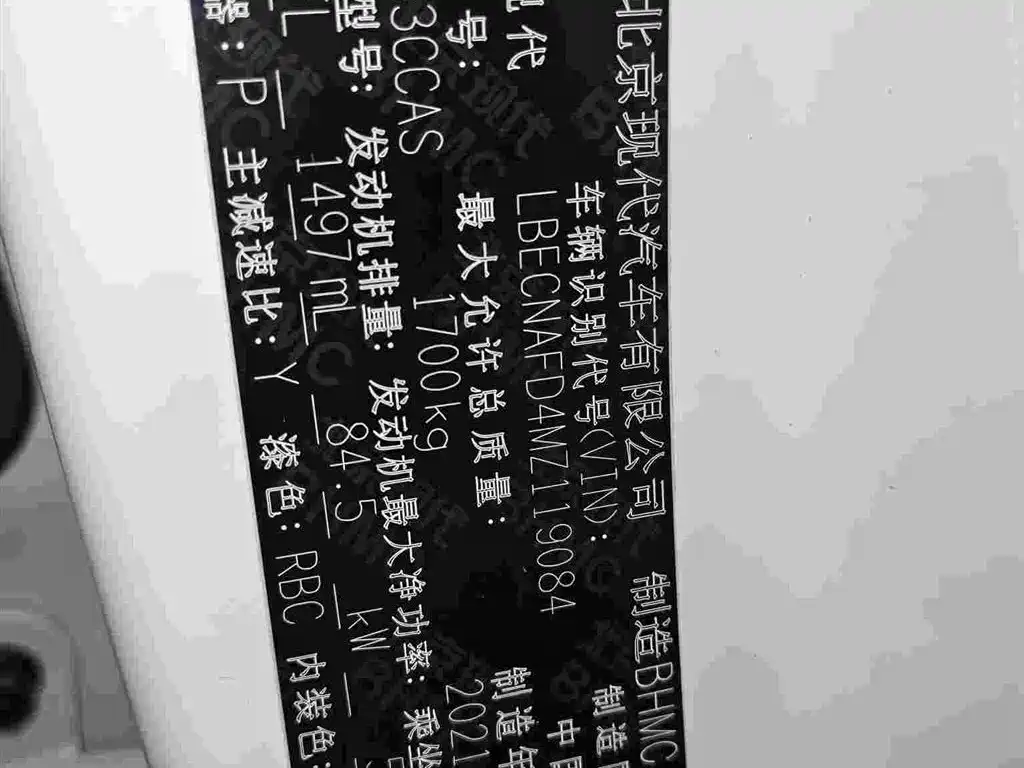 北京现代汽车有限公司 制造BHMC
车辆识别代号(VIN): 制造
LBECNAFD4MZ119084 中
代
号: 最大允许总质量: 制造年
3CCAS 1700kg 2021
型号: 发动机排量: 发动机最大净功率: 乘坐
L 1497mL 84.5 kW
器: P 主减速比: Y 漆色: RBC 内装色: